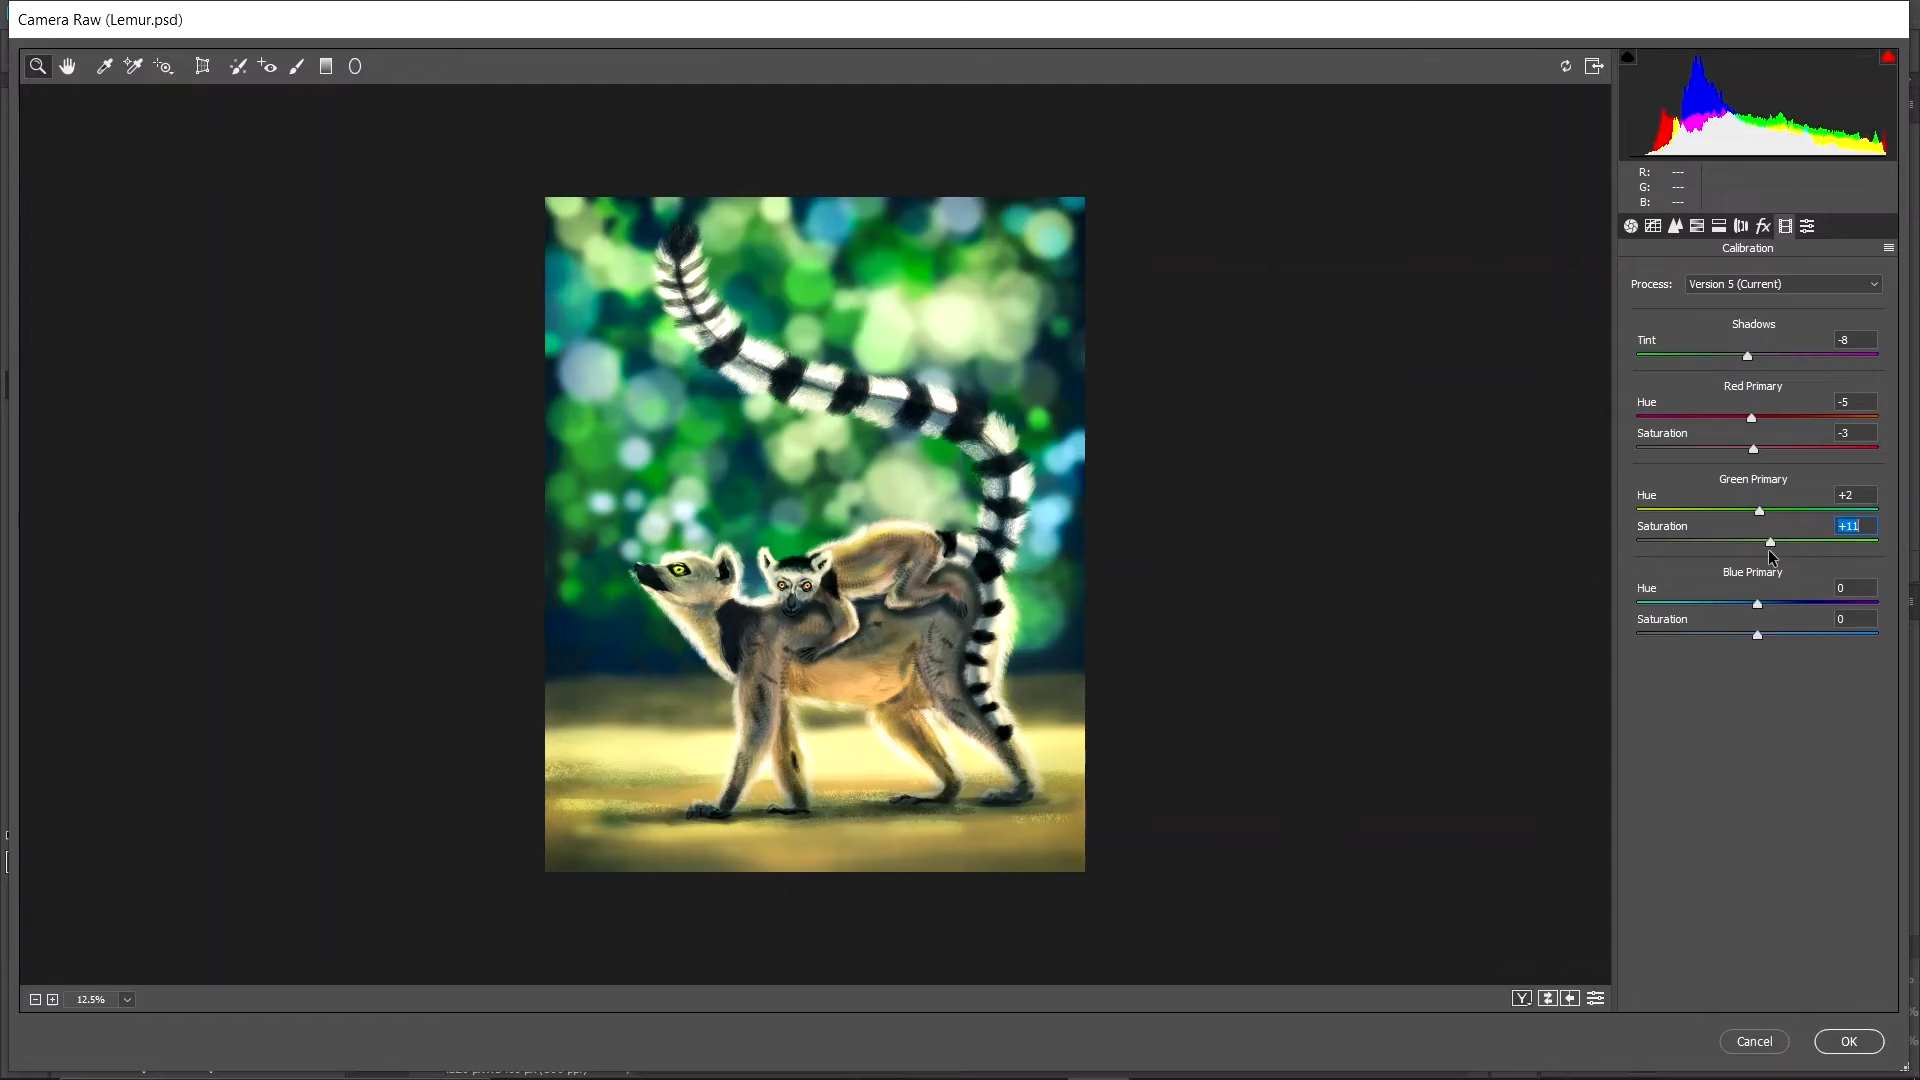 Camera Raw (Lemur.psd)
R: ---
G: ---
B: ---
fx
Calibration
Process: Version 5 (Current)
Shadows
Tint -8
Red Primary
Hue -5
Saturation -3
Green Primary
Hue +2
Saturation +11
Blue Primary
Hue 0
Saturation 0
12.5%
Y
Cancel OK